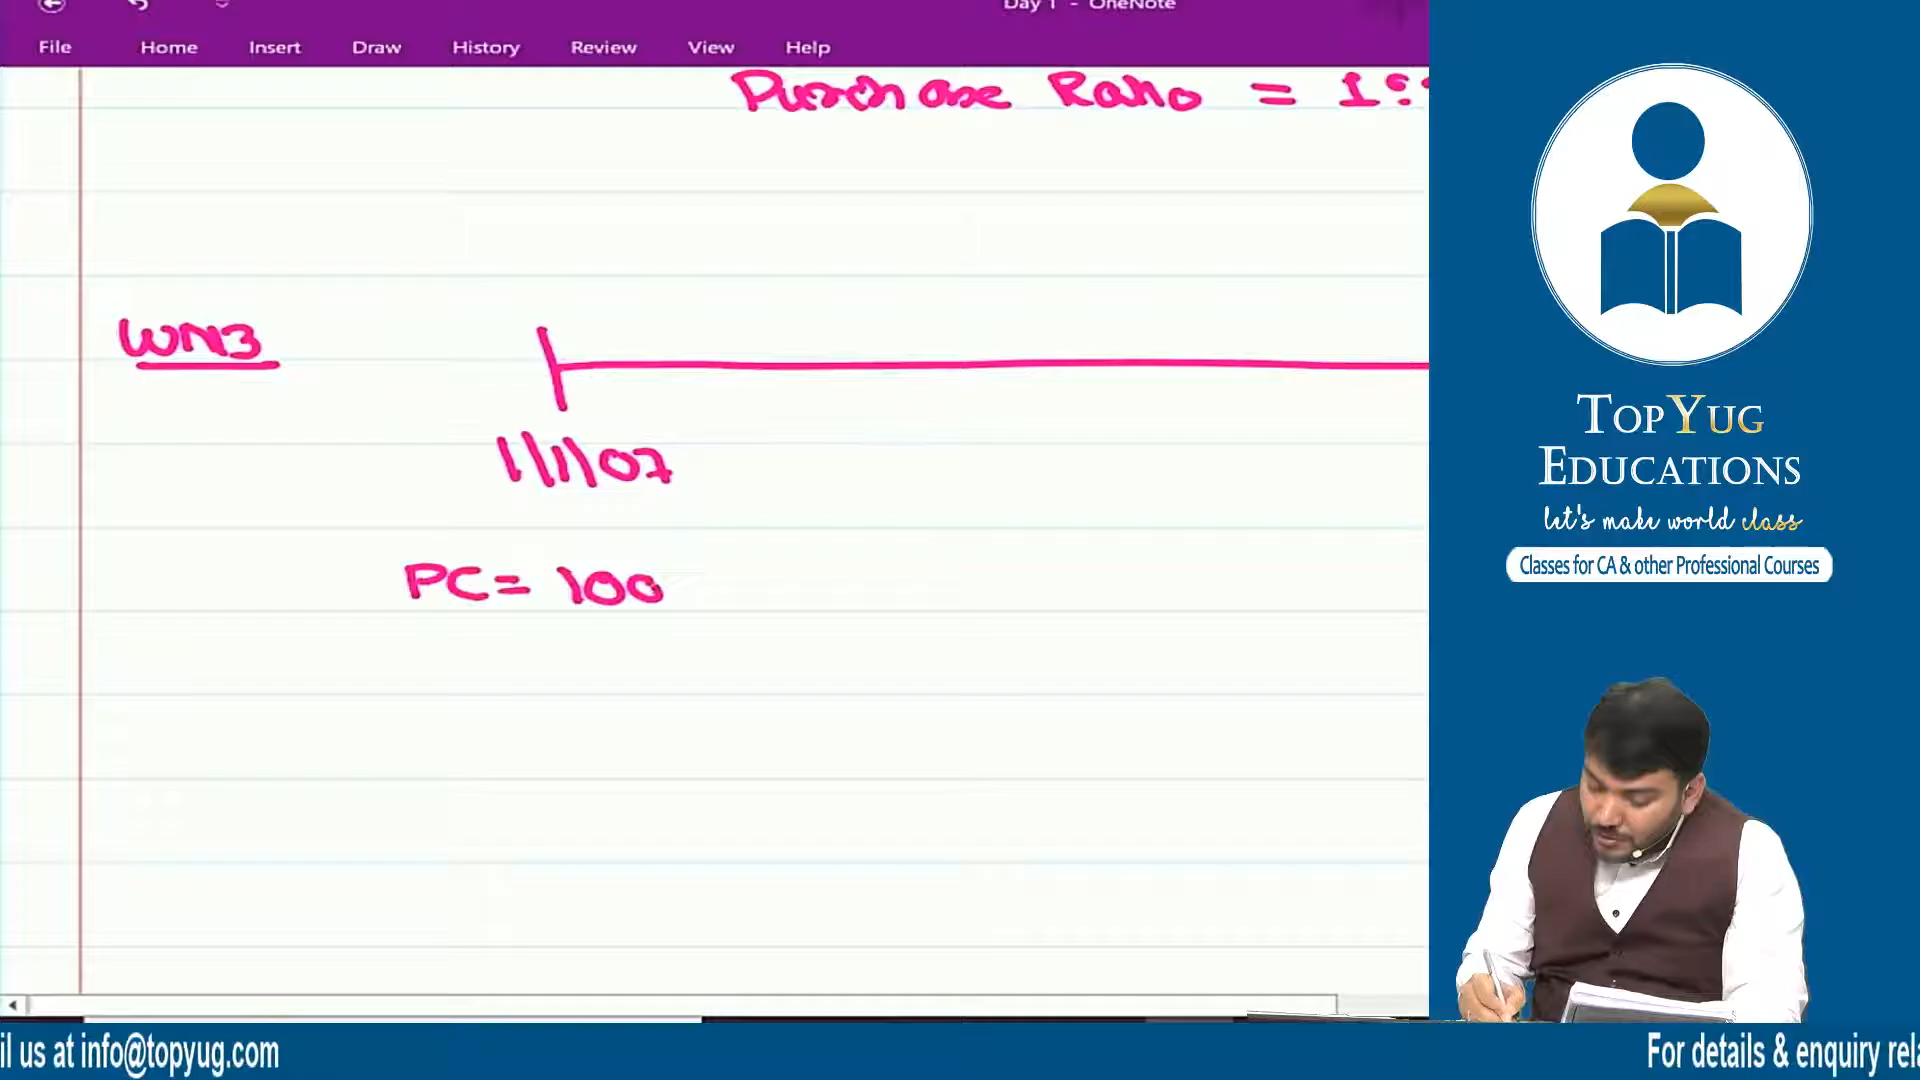 Day 1 - OneNote
File Home Insert Draw History Review View Help
Purchase Ratio = 1::
WN3
1/1/07
PC = 100
TOPYUG
EDUCATIONS
let's make world class
Classes for CA & other Professional Courses
il us at info@topyug.com
For details & enquiry rela